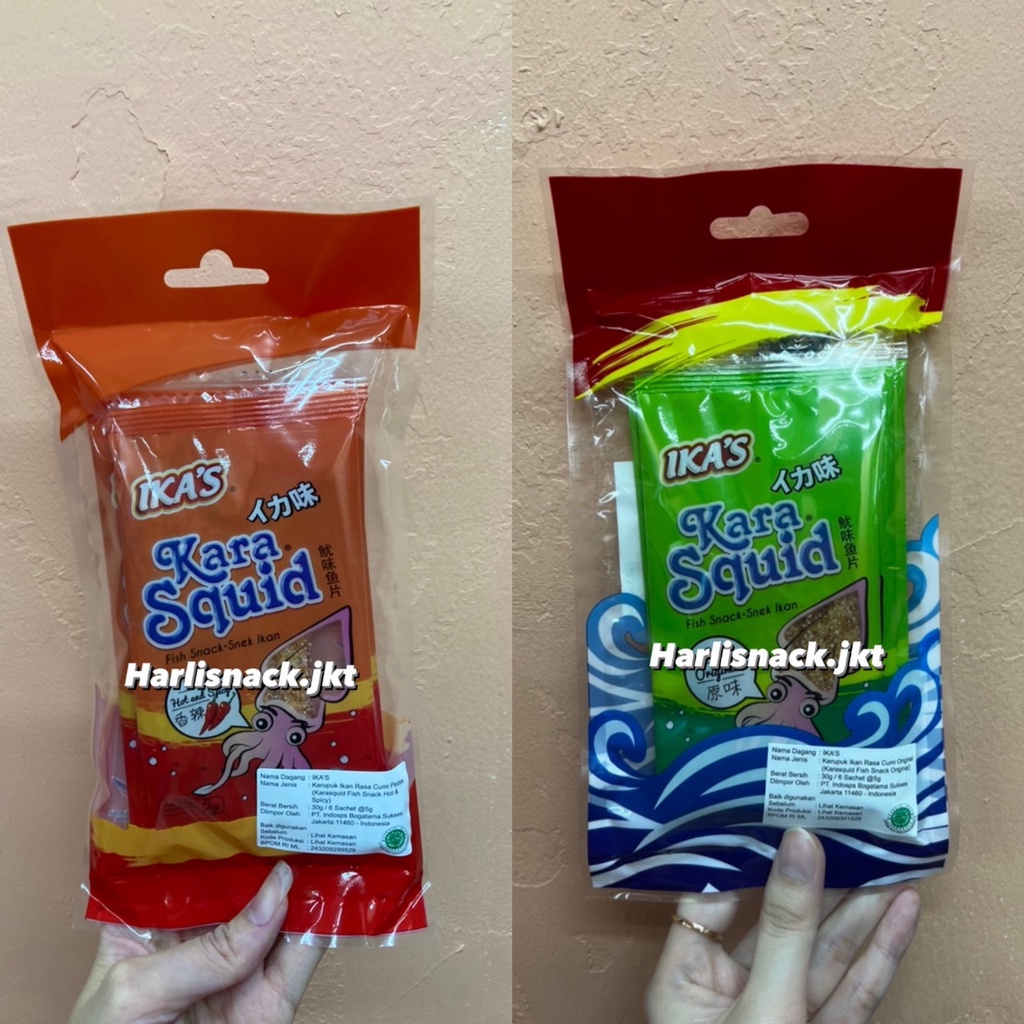 IKA'S
イカ味
Kara
Squid
魷味鱼片
Fish Snack•Snek Ikan
Harlisnack.jkt
Hot and Spicy
香辣
Nama Dagang : IKA'S
Nama Jenis : Kerupuk Ikan Rasa Cumi Pedas
(Karasquid Fish Snack Hot &
Spicy)
Berat Bersih : 30g / 6 Sachet @5g
Diimpor Oleh : PT. Indosps Bogatama Sukses
Jakarta 11460 - Indonesia
Baik digunakan
Sebelum : Lihat Kemasan
Kode Produksi : Lihat Kemasan
BPOM RI ML : 243209299529
IKA'S
イカ味
Kara
Squid
魷味鱼片
Fish Snack•Snek Ikan
Harlisnack.jkt
Original
原味
Nama Dagang : IKA'S
Nama Jenis : Kerupuk Ikan Rasa Cumi Original
(Karasquid Fish Snack Original)
Berat Bersih : 30g / 6 Sachet @5g
Diimpor Oleh : PT. Indosps Bogatama Sukses
Jakarta 11460 - Indonesia
Baik digunakan
Sebelum : Lihat Kemasan
Kode Produksi : Lihat Kemasan
BPOM RI ML